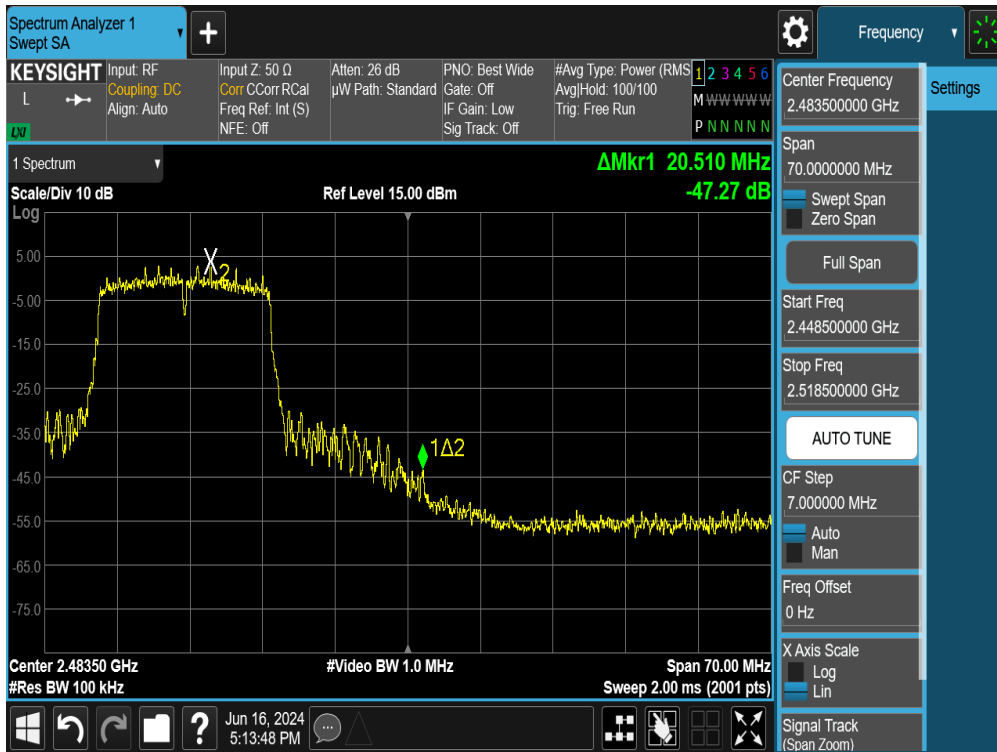 Spectrum Analyzer 1
Swept SA
+
Frequency
KEYSIGHT
L
LXI
Input: RF
Coupling: DC
Align: Auto
Input Z: 50 Ω
Corr CCorr RCal
Freq Ref: Int (S)
NFE: Off
Atten: 26 dB
µW Path: Standard
PNO: Best Wide
Gate: Off
IF Gain: Low
Sig Track: Off
#Avg Type: Power (RMS
Avg|Hold: 100/100
Trig: Free Run
1 2 3 4 5 6
M W W W W W
P N N N N N
Center Frequency
2.483500000 GHz
Settings
Span
70.0000000 MHz
Swept Span
Zero Span
Full Span
Start Freq
2.448500000 GHz
Stop Freq
2.518500000 GHz
AUTO TUNE
CF Step
7.000000 MHz
Auto
Man
Freq Offset
0 Hz
X Axis Scale
Log
Lin
Signal Track
(Span Zoom)
1 Spectrum
ΔMkr1 20.510 MHz
-47.27 dB
Scale/Div 10 dB
Ref Level 15.00 dBm
Log
5.00
-5.00
-15.0
-25.0
-35.0
-45.0
-55.0
-65.0
-75.0
X2
1Δ2
Center 2.48350 GHz
#Video BW 1.0 MHz
Span 70.00 MHz
#Res BW 100 kHz
Sweep 2.00 ms (2001 pts)
?
Jun 16, 2024
5:13:48 PM